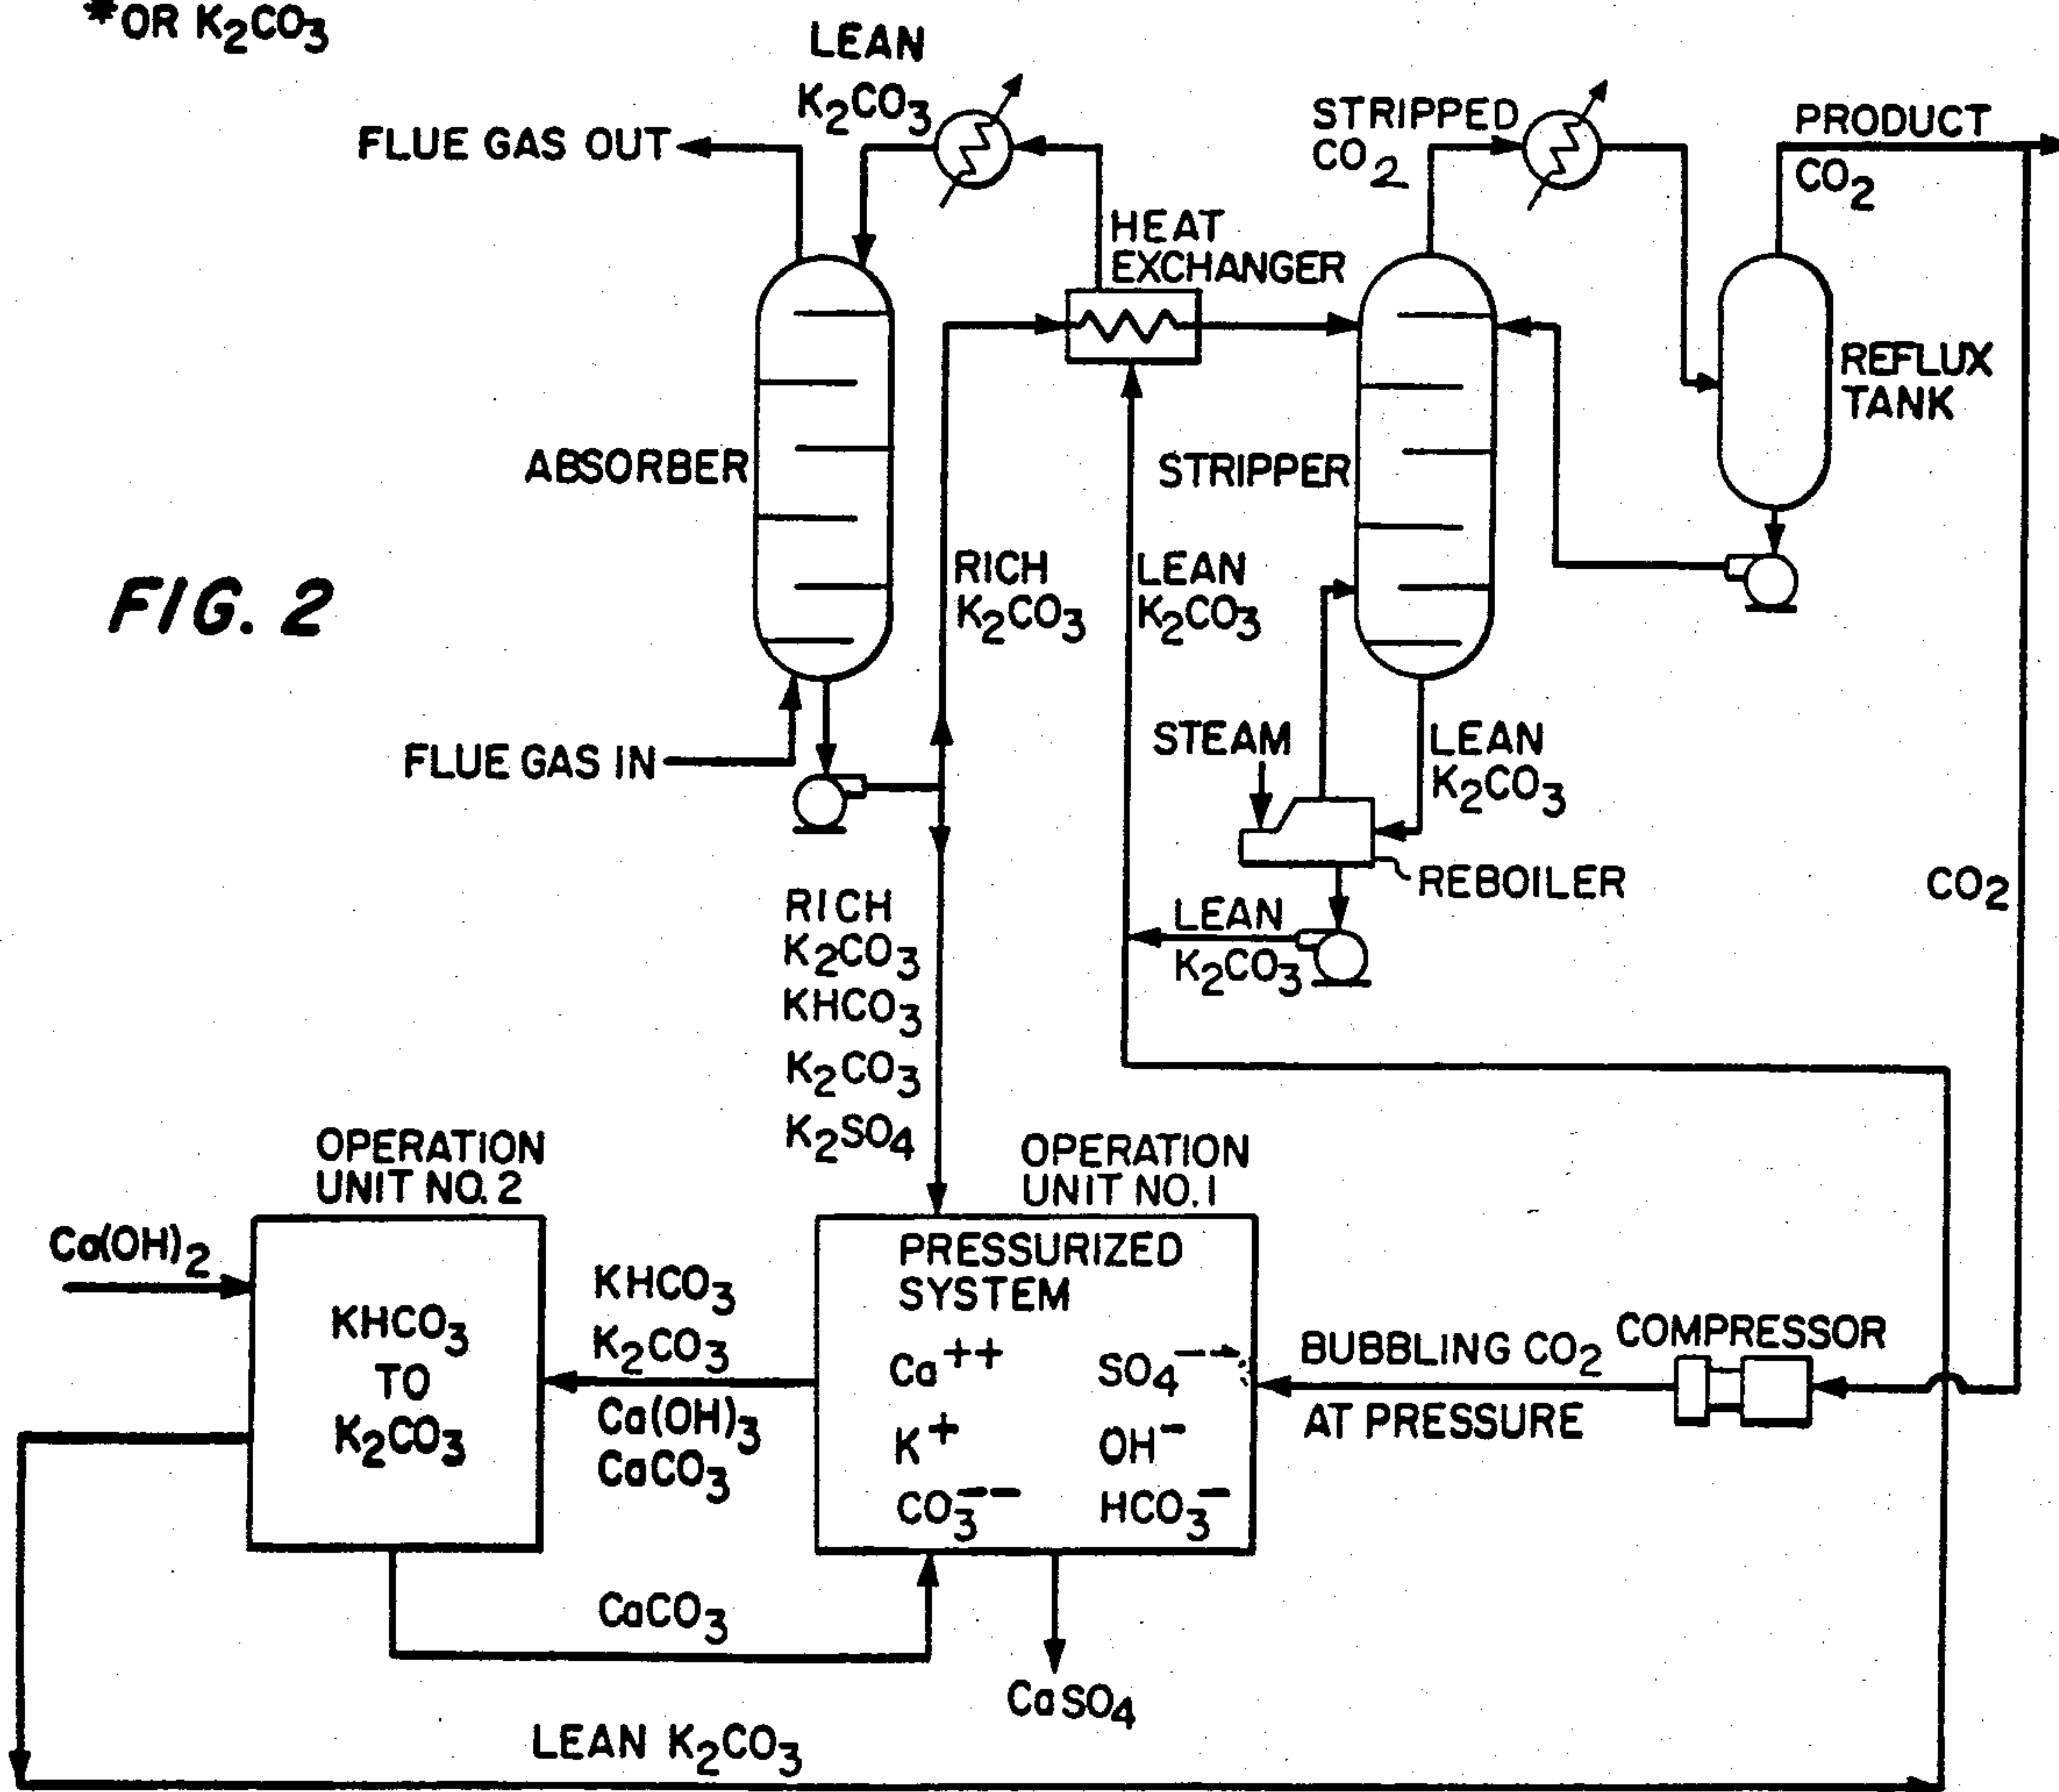 *OR K2CO3
LEAN
K2CO3
FLUE GAS OUT
STRIPPED
CO2
PRODUCT
CO2
HEAT
EXCHANGER
REFLUX
TANK
ABSORBER
STRIPPER
FIG. 2
RICH
K2CO3
LEAN
K2CO3
FLUE GAS IN
STEAM
LEAN
K2CO3
REBOILER
CO2
LEAN
K2CO3
RICH
K2CO3
KHCO3
K2CO3
K2SO4
OPERATION
UNIT NO. 2
OPERATION
UNIT NO. 1
Ca(OH)2
KHCO3
TO
K2CO3
KHCO3
K2CO3
Ca(OH)3
CaCO3
PRESSURIZED
SYSTEM
Ca++ SO4--
K+ OH-
CO3-- HCO3-
BUBBLING CO2
AT PRESSURE
COMPRESSOR
CaCO3
CaSO4
LEAN K2CO3